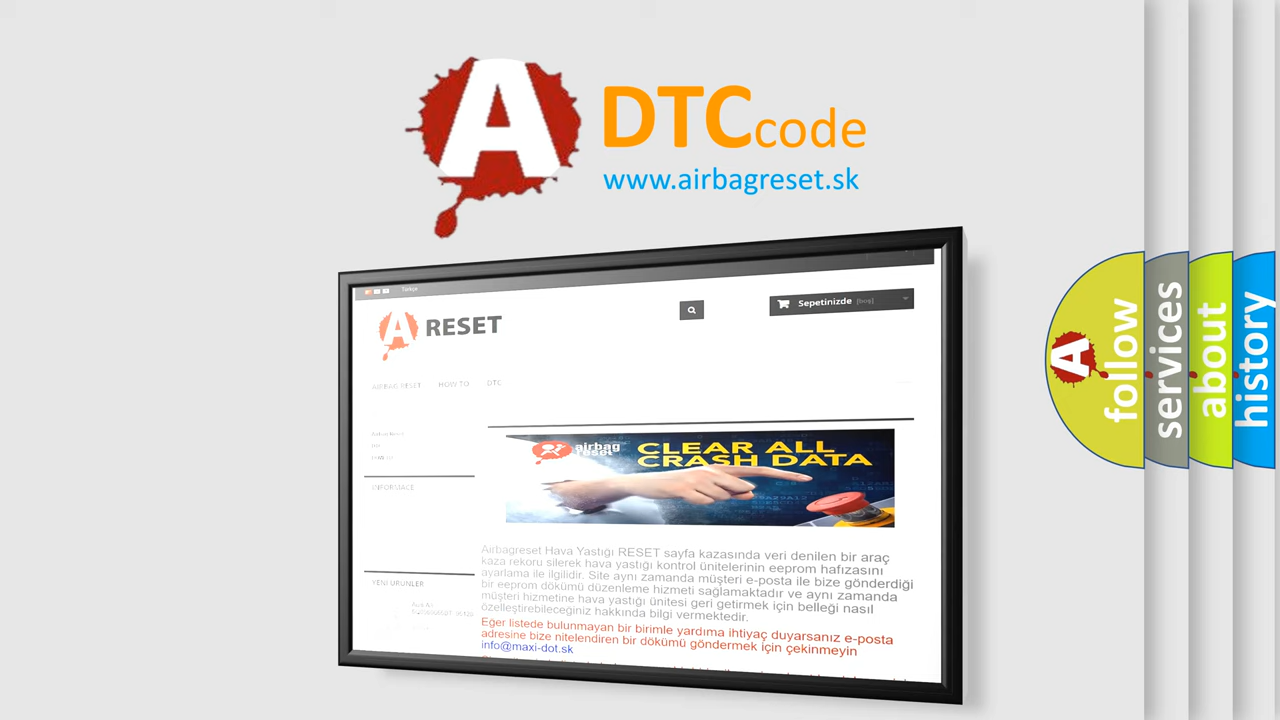 A DTCcode
www.airbagreset.sk
Türkçe
A RESET
Sepetinizde [boş]
AIRBAG RESET HOW TO DTC
airbag
reset
CLEAR ALL
CRASH DATA
INFORMACE
Airbagreset Hava Yastığı RESET sayfa kazasında veri denilen bir araç
kaza rekoru silerek hava yastığı kontrol ünitelerinin eeprom hafızasını
ayarlama ile ilgilidir. Site aynı zamanda müşteri e-posta ile bize gönderdiği
bir eeprom dökümü düzenleme hizmeti sağlamaktadır ve aynı zamanda
müşteri hizmetine hava yastığı ünitesi geri getirmek için belleği nasıl
özelleştirebileceğiniz hakkında bilgi vermektedir.
Eğer listede bulunmayan bir birimle yardıma ihtiyaç duyarsanız e-posta
adresine bize nitelendiren bir dökümü göndermek için çekinmeyin
info@maxi-dot.sk
YENI ÜRÜNLER
A follow
services
about
history